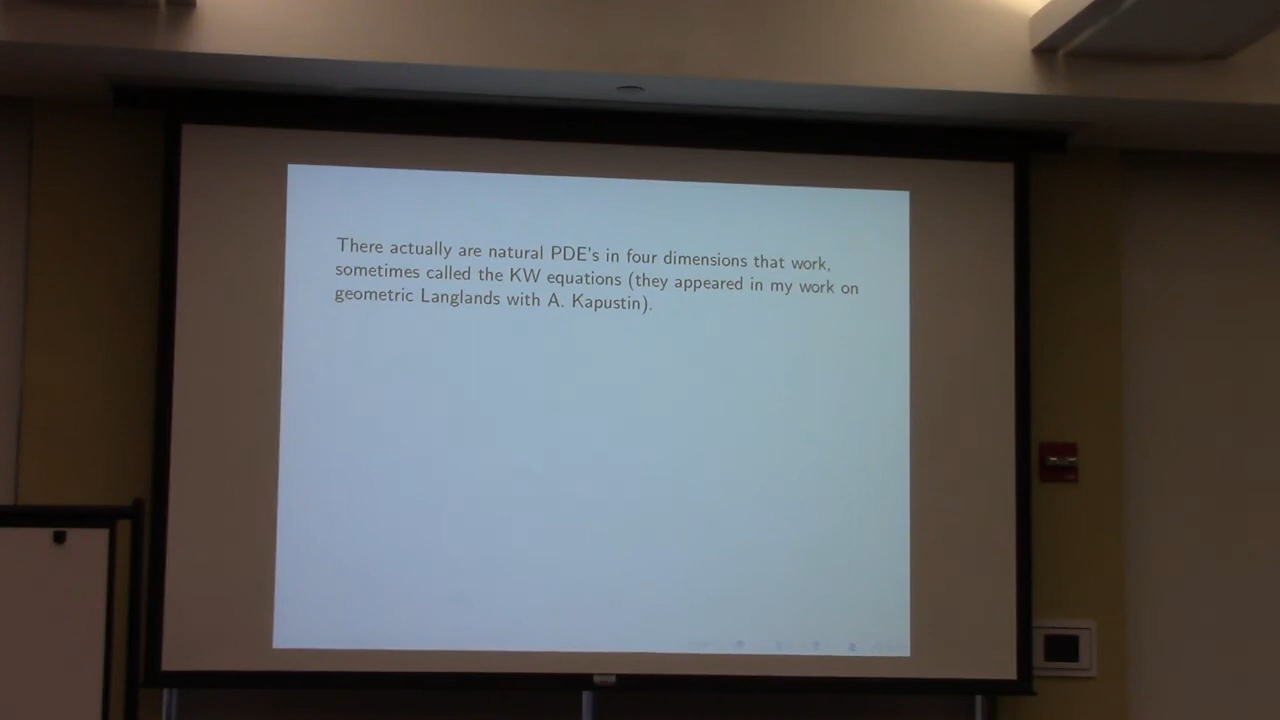 There actually are natural PDE's in four dimensions that work,
sometimes called the KW equations (they appeared in my work on
geometric Langlands with A. Kapustin).